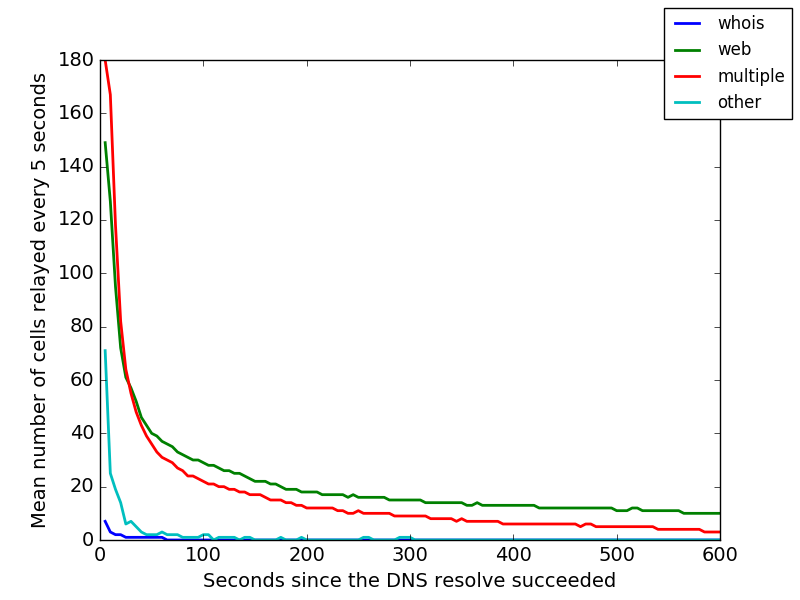 whois
web
multiple
other
Mean number of cells relayed every 5 seconds
180
160
140
120
100
80
60
40
20
0
0 100 200 300 400 500 600
Seconds since the DNS resolve succeeded